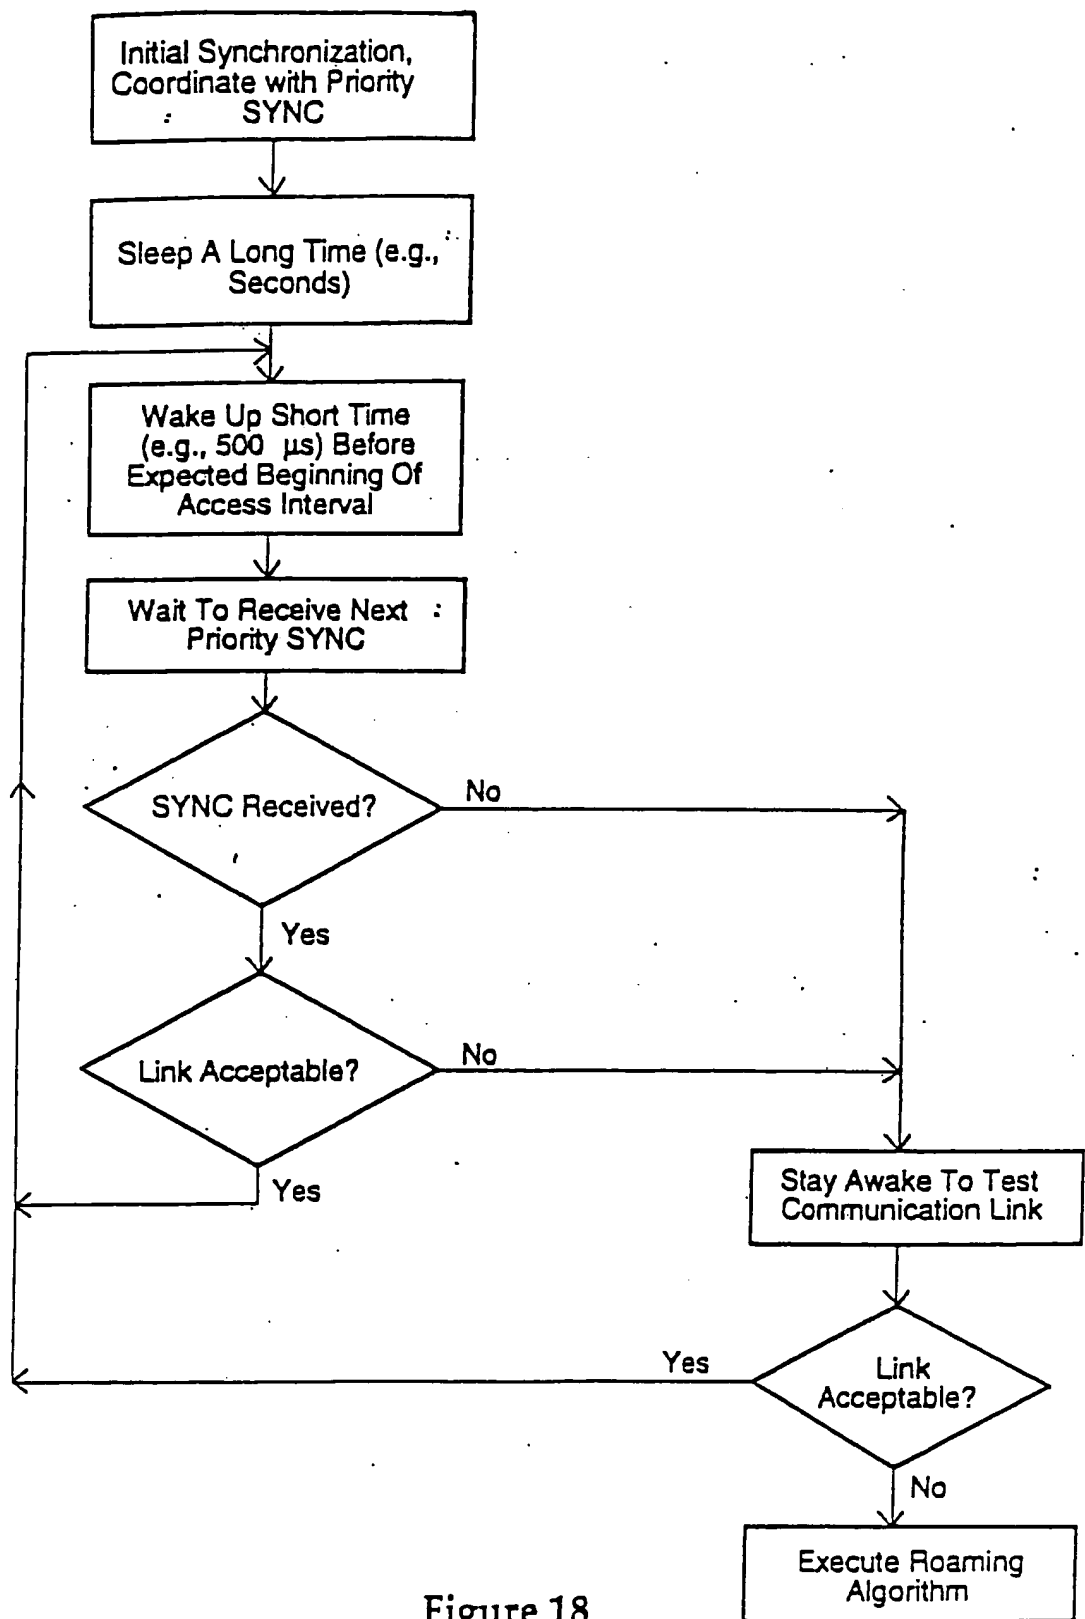 Initial Synchronization,
Coordinate with Priority
SYNC
Sleep A Long Time (e.g.,
Seconds)
Wake Up Short Time
(e.g., 500 µs) Before
Expected Beginning Of
Access Interval
Wait To Receive Next
Priority SYNC
SYNC Received?
No
Yes
Link Acceptable?
No
Yes
Stay Awake To Test
Communication Link
Link
Acceptable?
Yes
No
Execute Roaming
Algorithm
Figure 18